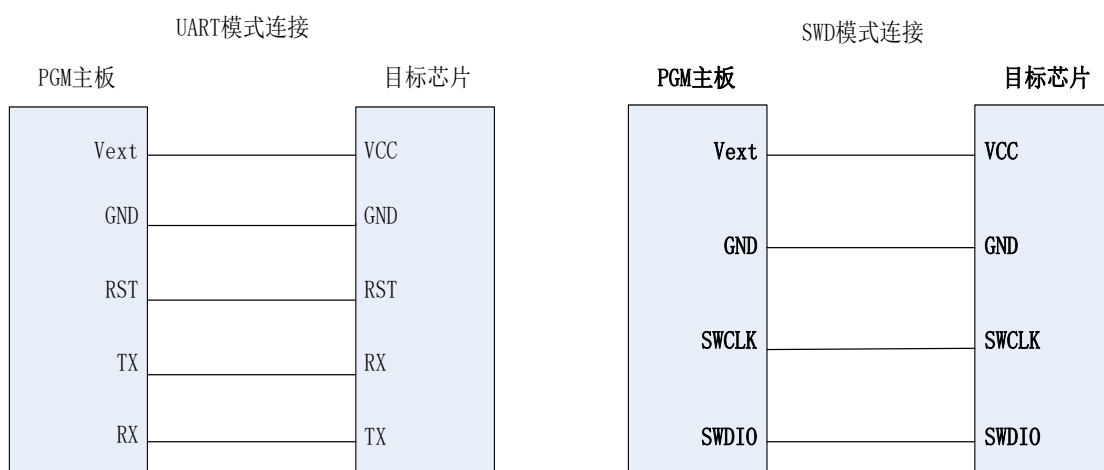 UART模式连接
PGM主板 目标芯片
Vext VCC
GND GND
RST RST
TX RX
RX TX
SWD模式连接
PGM主板 目标芯片
Vext VCC
GND GND
SWCLK SWCLK
SWDIO SWDIO